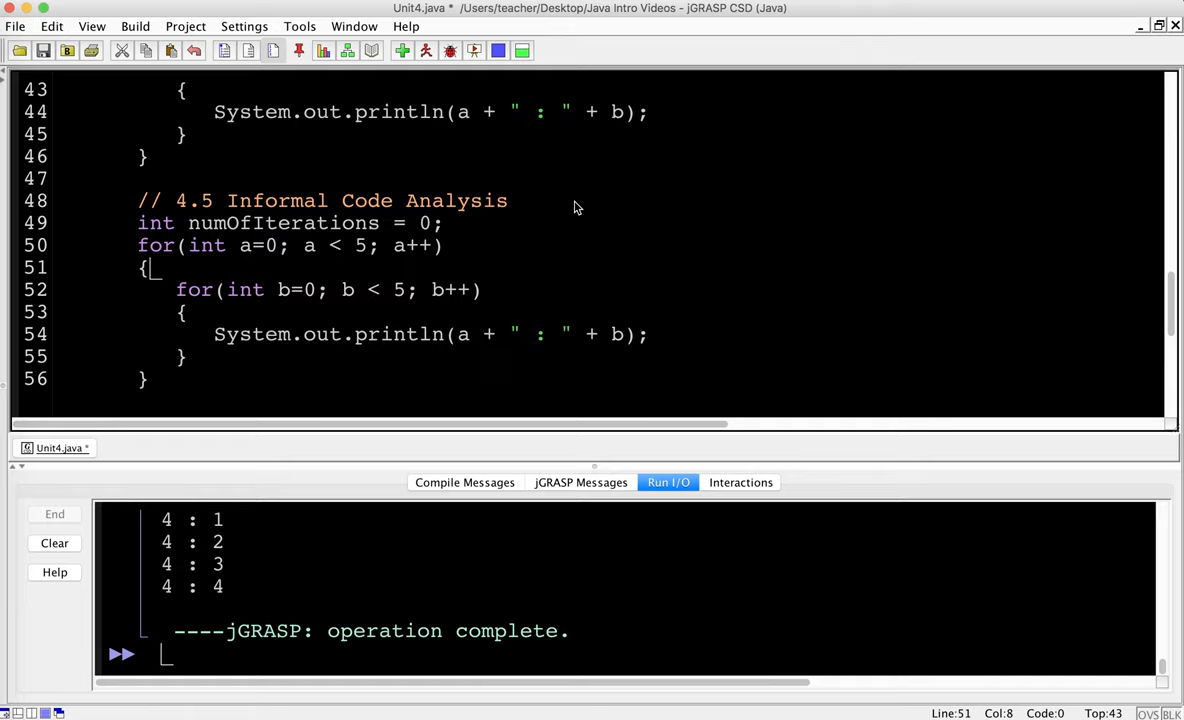 Unit4.java * /Users/teacher/Desktop/Java Intro Videos - jGRASP CSD (Java)
File Edit View Build Project Settings Tools Window Help
43 {
44 System.out.println(a + " : " + b);
45 }
46 }
47
48 // 4.5 Informal Code Analysis
49 int numOfIterations = 0;
50 for(int a=0; a < 5; a++)
51 {
52 for(int b=0; b < 5; b++)
53 {
54 System.out.println(a + " : " + b);
55 }
56 }
Unit4.java *
Compile Messages jGRASP Messages Run I/O Interactions
End
Clear
Help
4 : 1
4 : 2
4 : 3
4 : 4
----jGRASP: operation complete.
Line:51 Col:8 Code:0 Top:43 OVS BLK